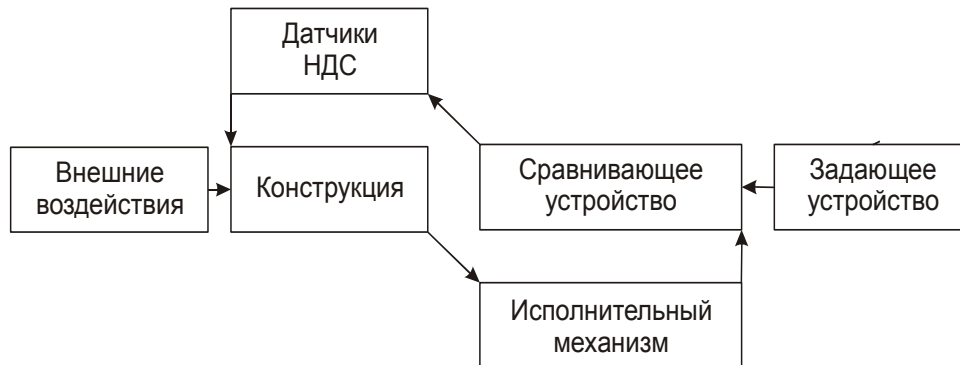 Датчики
НДС
Внешние
воздействия
Конструкция
Сравнивающее
устройство
Задающее
устройство
Исполнительный
механизм